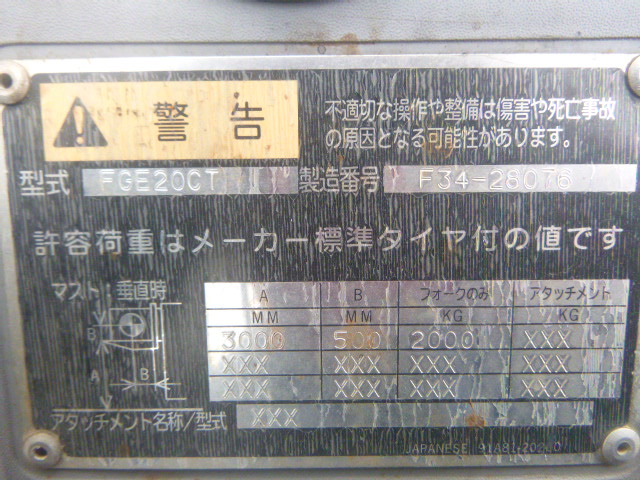 警告
不適切な操作や整備は傷害や死亡事故
の原因となる可能性があります。
型式 FGE20CT 製造番号 F34-28076
許容荷重はメーカー標準タイヤ付の値です
マスト:垂直時
A B フォークのみ アタッチメント
MM MM KG KG
3000 500 2000 XXX
XXX XXX XXX XXX
XXX XXX XXX XXX
B
A B
アタッチメント名称/型式 XXX
JAPANESE